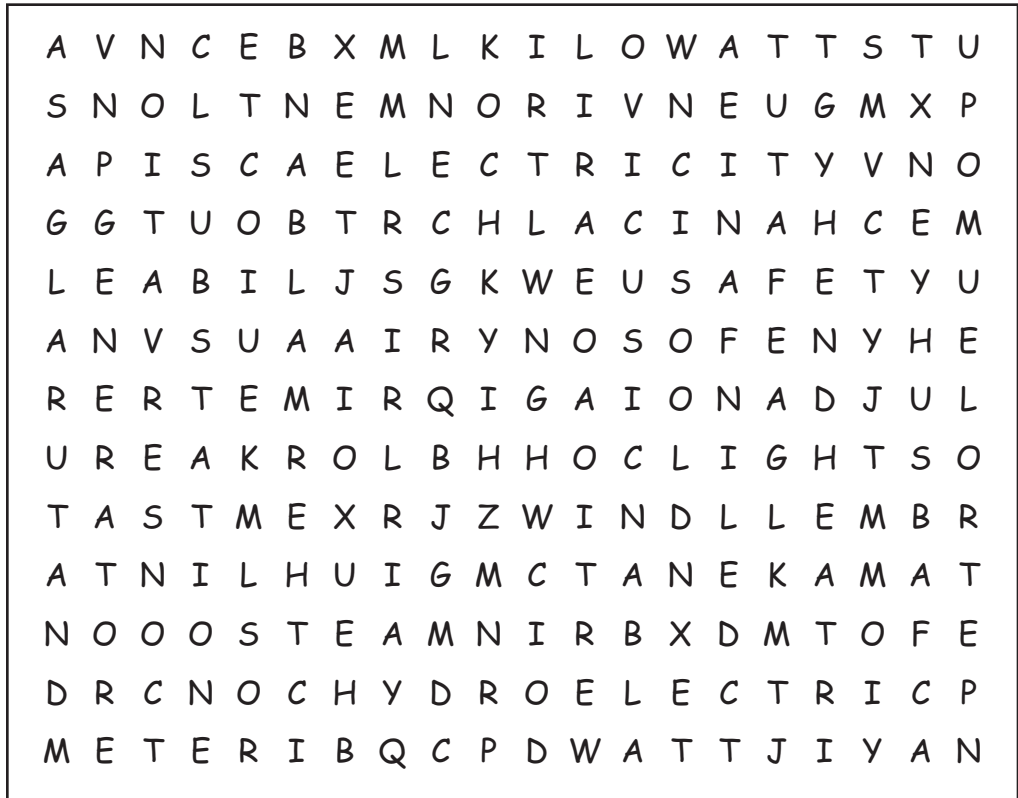 A V N C E B X M L K I L O W A T T S T U
S N O L T N E M N O R I V N E U G M X P
A P I S C A E L E C T R I C I T Y V N O
G G T U O B T R C H L A C I N A H C E M
L E A B I L J S G K W E U S A F E T Y U
A N V S U A A I R Y N O S O F E N Y H E
R E R T E M I R Q I G A I O N A D J U L
U R E A K R O L B H H O C L I G H T S O
T A S T M E X R J Z W I N D L L E M B R
A T N I L H U I G M C T A N E K A M A T
N O O O S T E A M N I R B X D M T O F E
D R C N O C H Y D R O E L E C T R I C P
M E T E R I B Q C P D W A T T J I Y A N